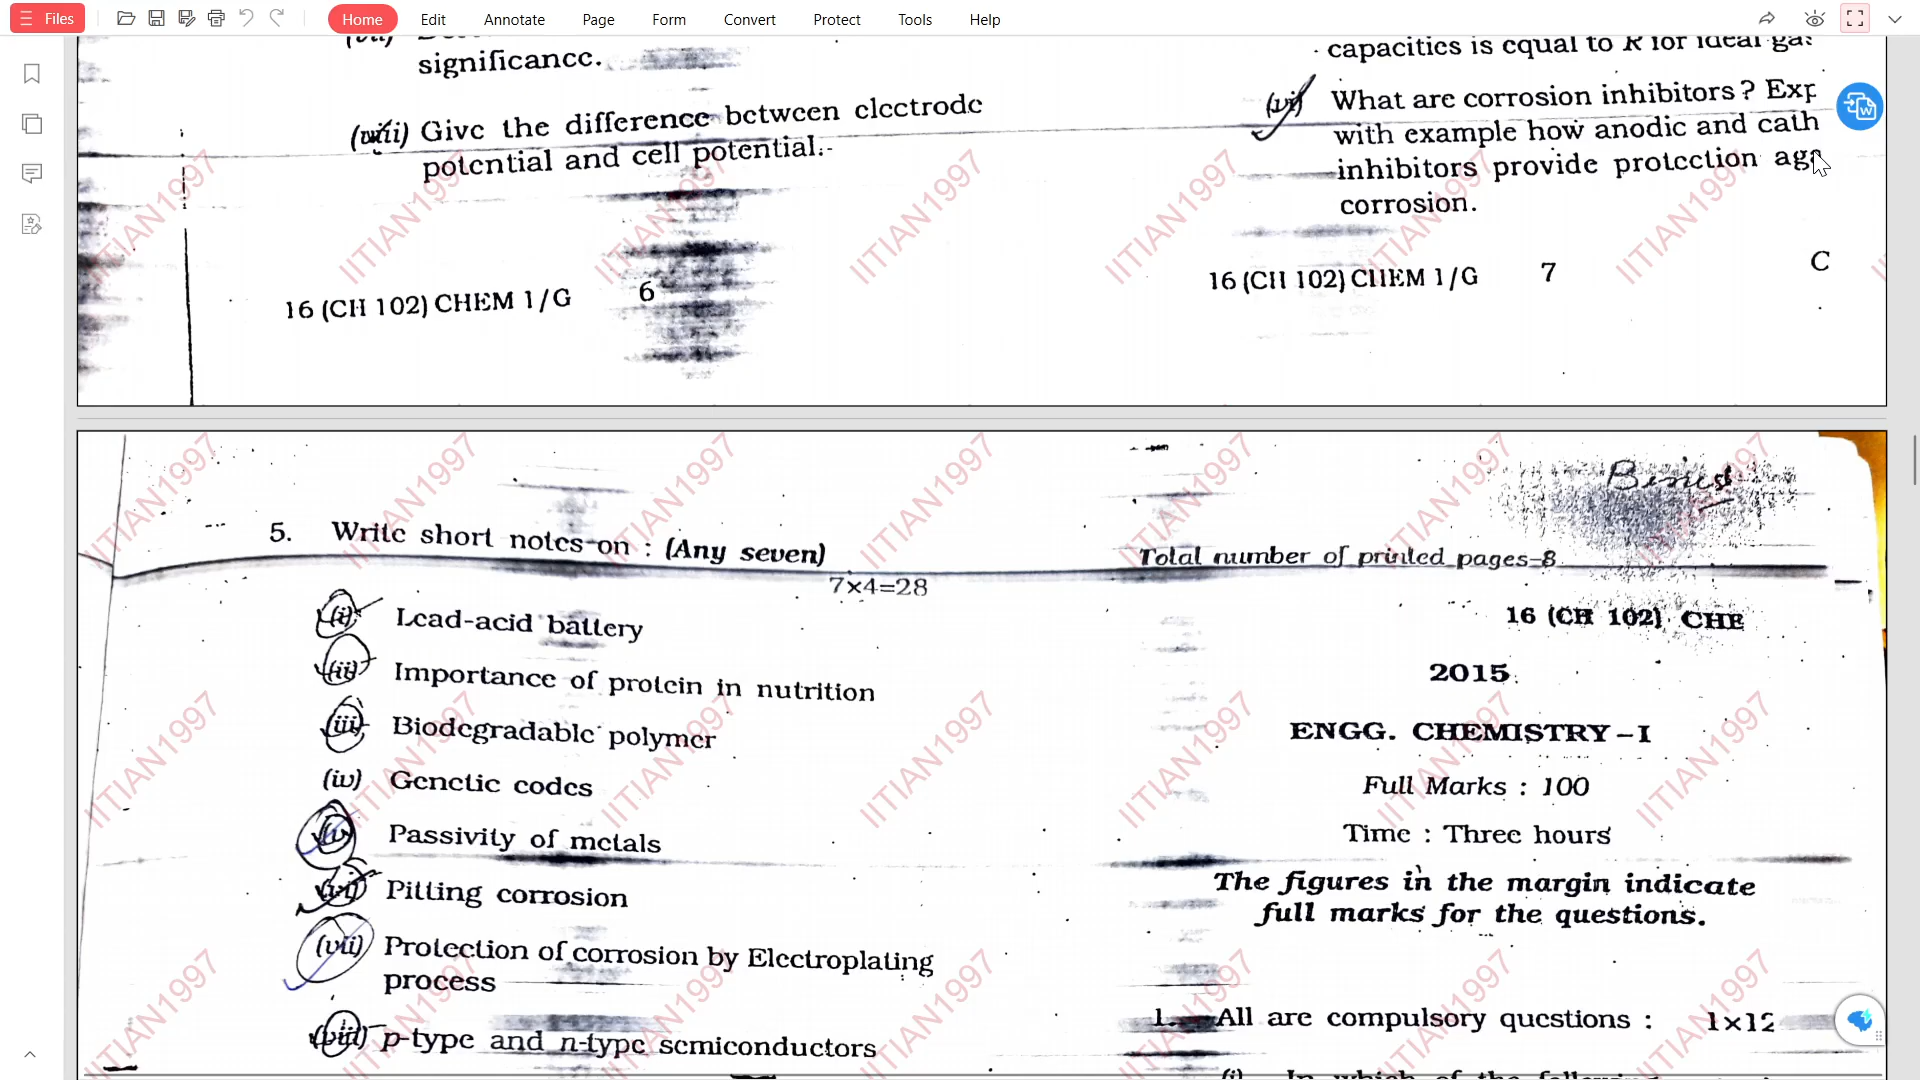 Files
Home
Edit
Annotate
Page
Form
Convert
Protect
Tools
Help
significance.
(viii) Give the difference between electrode
potential and cell potential.
16 (CH 102) CHEM 1/G 6
capacities is equal to R for ideal gas
(vi) What are corrosion inhibitors? Exp
with example how anodic and cath
inhibitors provide protection aga
corrosion.
16 (CH 102) CHEM 1/G 7 C
5. Write short notes on : (Any seven)
7×4=28
(i) Lead-acid battery
(ii) Importance of protein in nutrition
(iii) Biodegradable polymer
(iv) Genetic codes
(v) Passivity of metals
(vi) Pitting corrosion
(vii) Protection of corrosion by Electroplating
process
(viii) p-type and n-type semiconductors
Total number of printed pages-8
16 (CH 102) CHE
2015
ENGG. CHEMISTRY-I
Full Marks : 100
Time : Three hours
The figures in the margin indicate
full marks for the questions.
1. All are compulsory questions : 1×12
(i) In which of the following
IITIAN1997